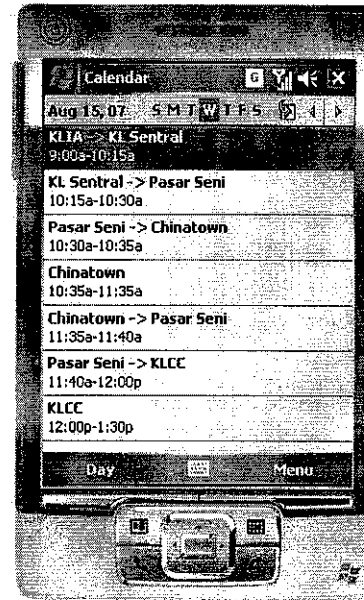 Calendar
G
Aug 15, 07 S M T W T F S
KLIA -> KL Sentral
9:00a-10:15a
KL Sentral -> Pasar Seni
10:15a-10:30a
Pasar Seni -> Chinatown
10:30a-10:35a
Chinatown
10:35a-11:35a
Chinatown -> Pasar Seni
11:35a-11:40a
Pasar Seni -> KLCC
11:40a-12:00p
KLCC
12:00p-1:30p
Day Menu